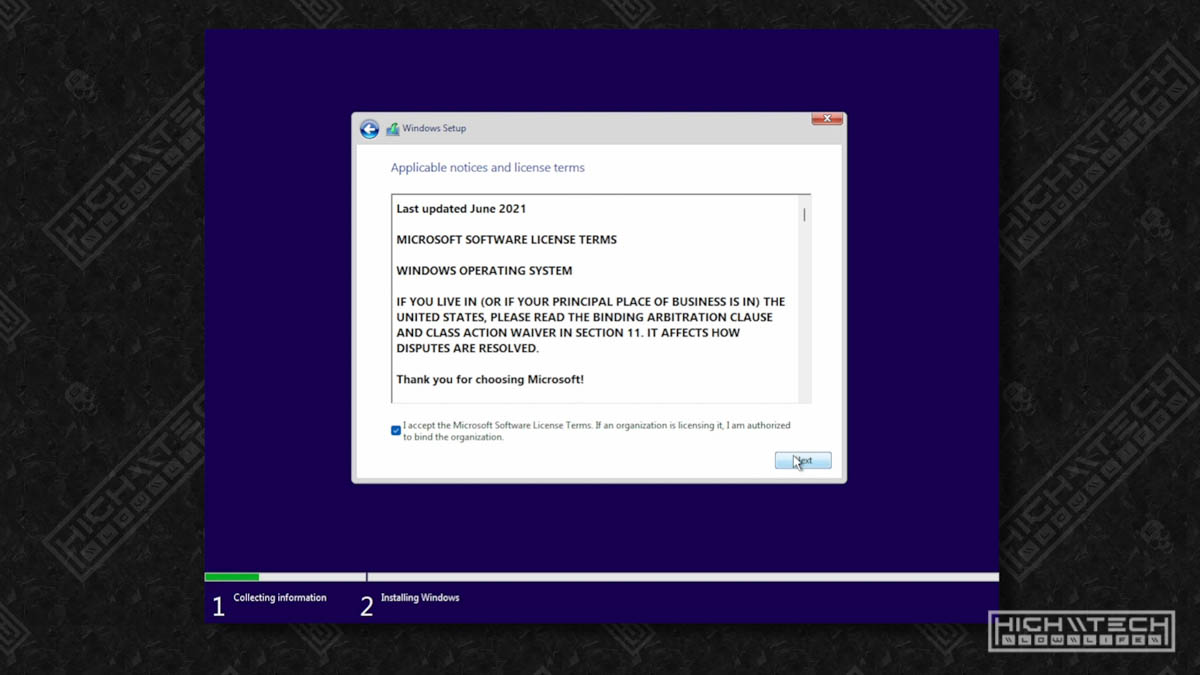 Windows Setup
Applicable notices and license terms
Last updated June 2021
MICROSOFT SOFTWARE LICENSE TERMS
WINDOWS OPERATING SYSTEM
IF YOU LIVE IN (OR IF YOUR PRINCIPAL PLACE OF BUSINESS IS IN) THE
UNITED STATES, PLEASE READ THE BINDING ARBITRATION CLAUSE
AND CLASS ACTION WAIVER IN SECTION 11. IT AFFECTS HOW
DISPUTES ARE RESOLVED.
Thank you for choosing Microsoft!
I accept the Microsoft Software License Terms. If an organization is licensing it, I am authorized
to bind the organization.
Next
1 Collecting information
2 Installing Windows
HIGH\\TECH
LOWLIFE